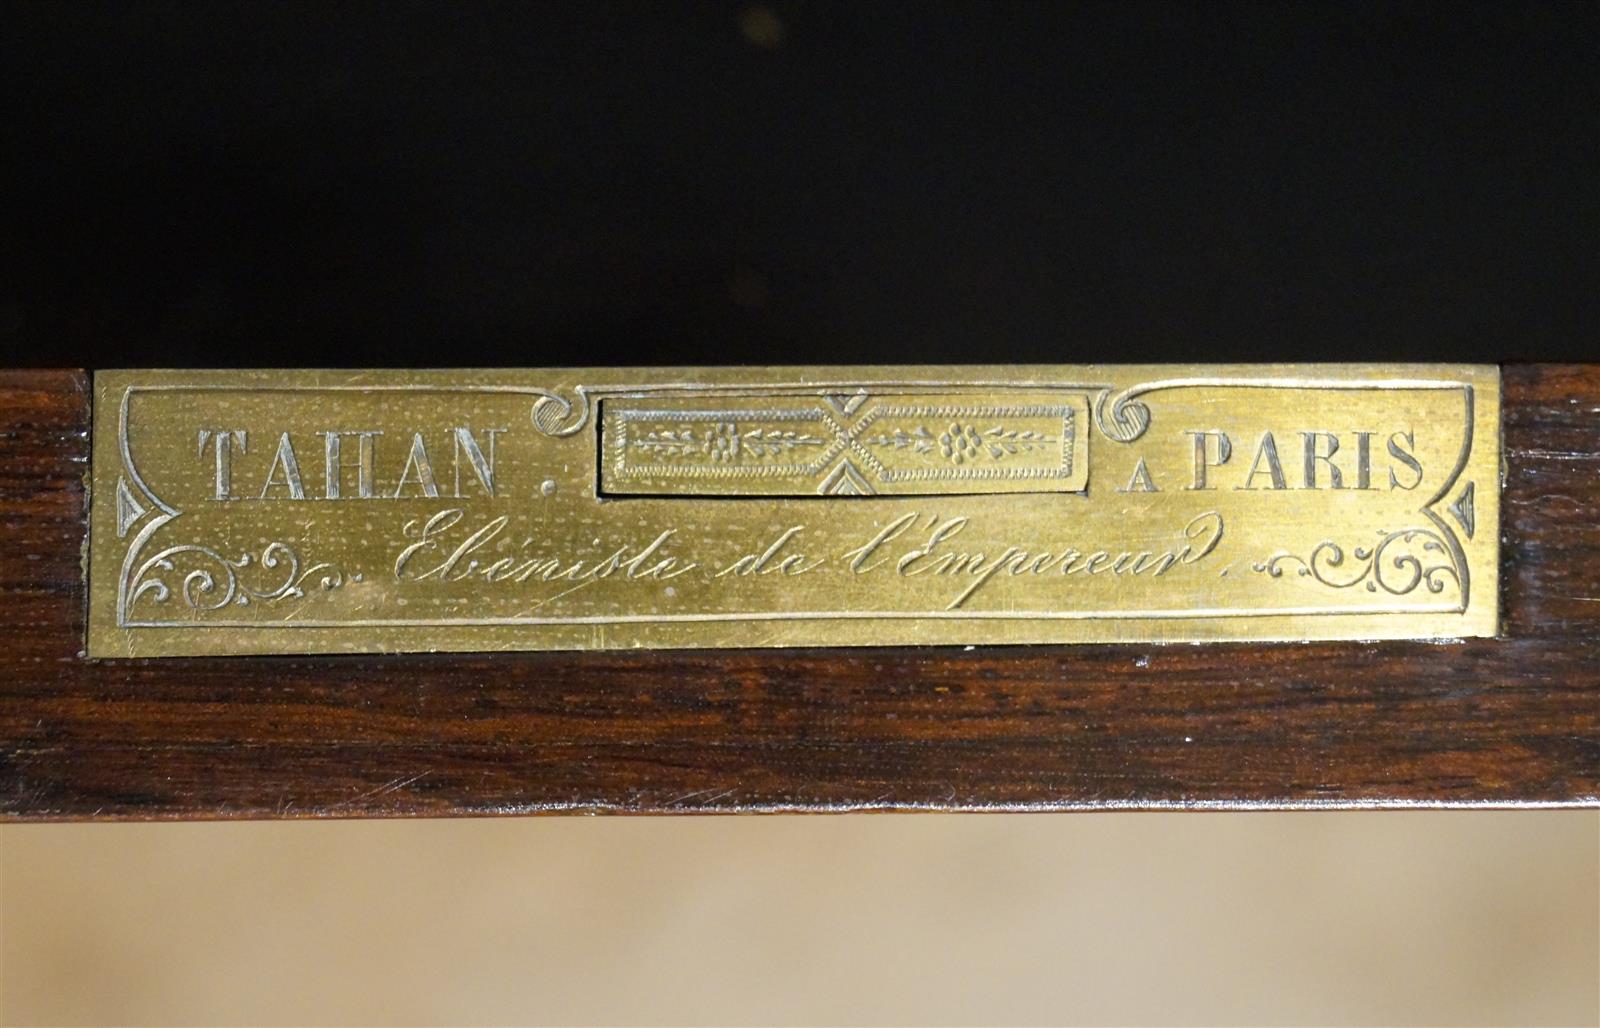 TAHAN . A PARIS
Ebéniste de l'Empereur.